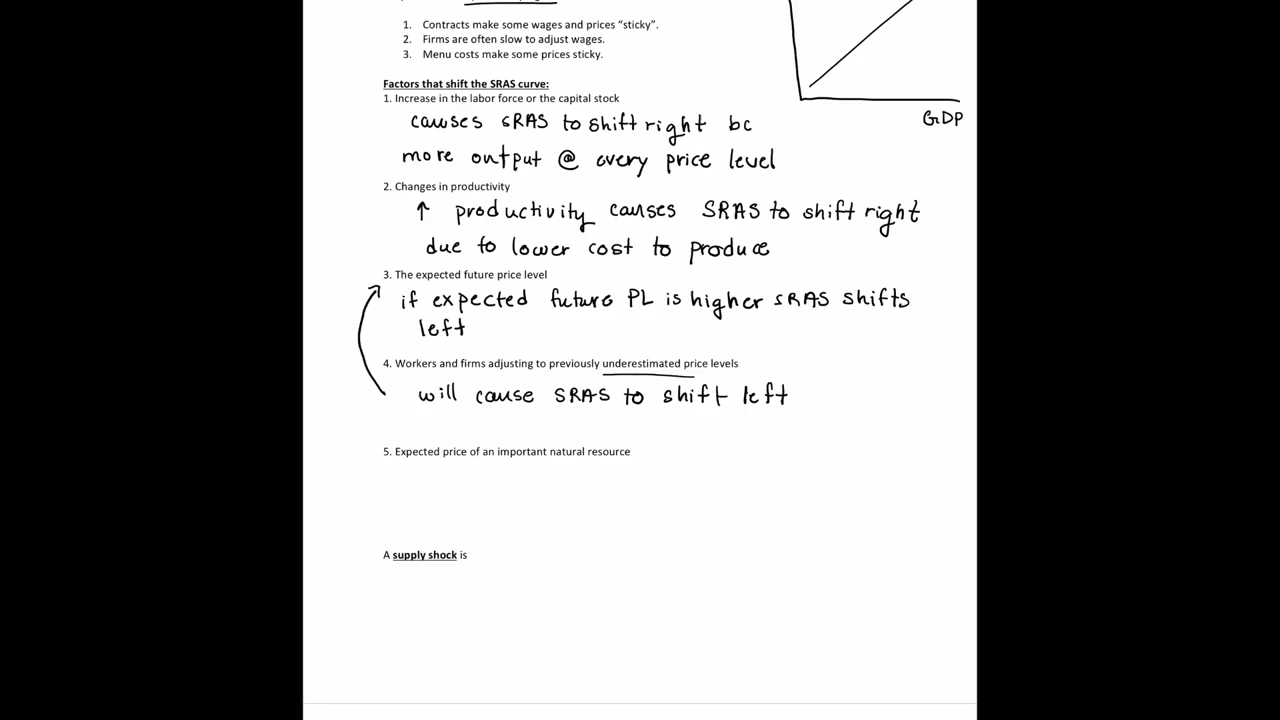 1. Contracts make some wages and prices “sticky”.
2. Firms are often slow to adjust wages.
3. Menu costs make some prices sticky.
Factors that shift the SRAS curve:
1. Increase in the labor force or the capital stock
GDP
causes SRAS to shift right bc
more output @ every price level
2. Changes in productivity
↑ productivity causes SRAS to shift right
due to lower cost to produce
3. The expected future price level
if expected future PL is higher SRAS shifts
left
4. Workers and firms adjusting to previously underestimated price levels
will cause SRAS to shift left
5. Expected price of an important natural resource
A supply shock is